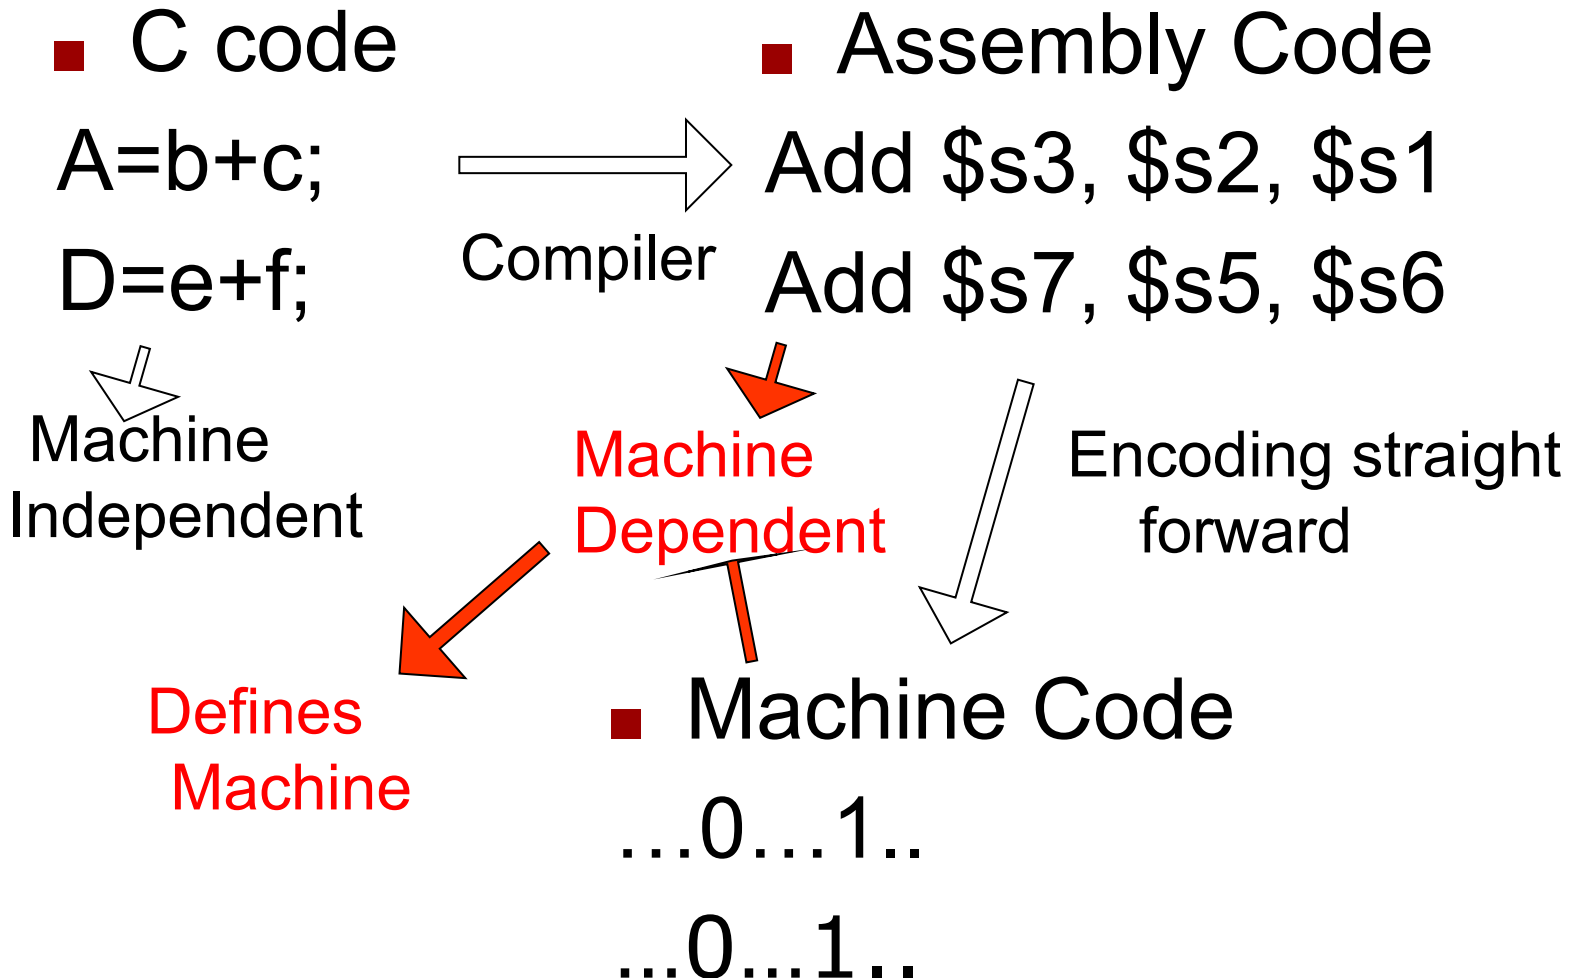 C code
A=b+c;
D=e+f;
Compiler
Assembly Code
Add $s3, $s2, $s1
Add $s7, $s5, $s6
Machine
Independent
Machine
Dependent
Encoding straight
forward
Defines
Machine
Machine Code
…0…1..
...0...1..